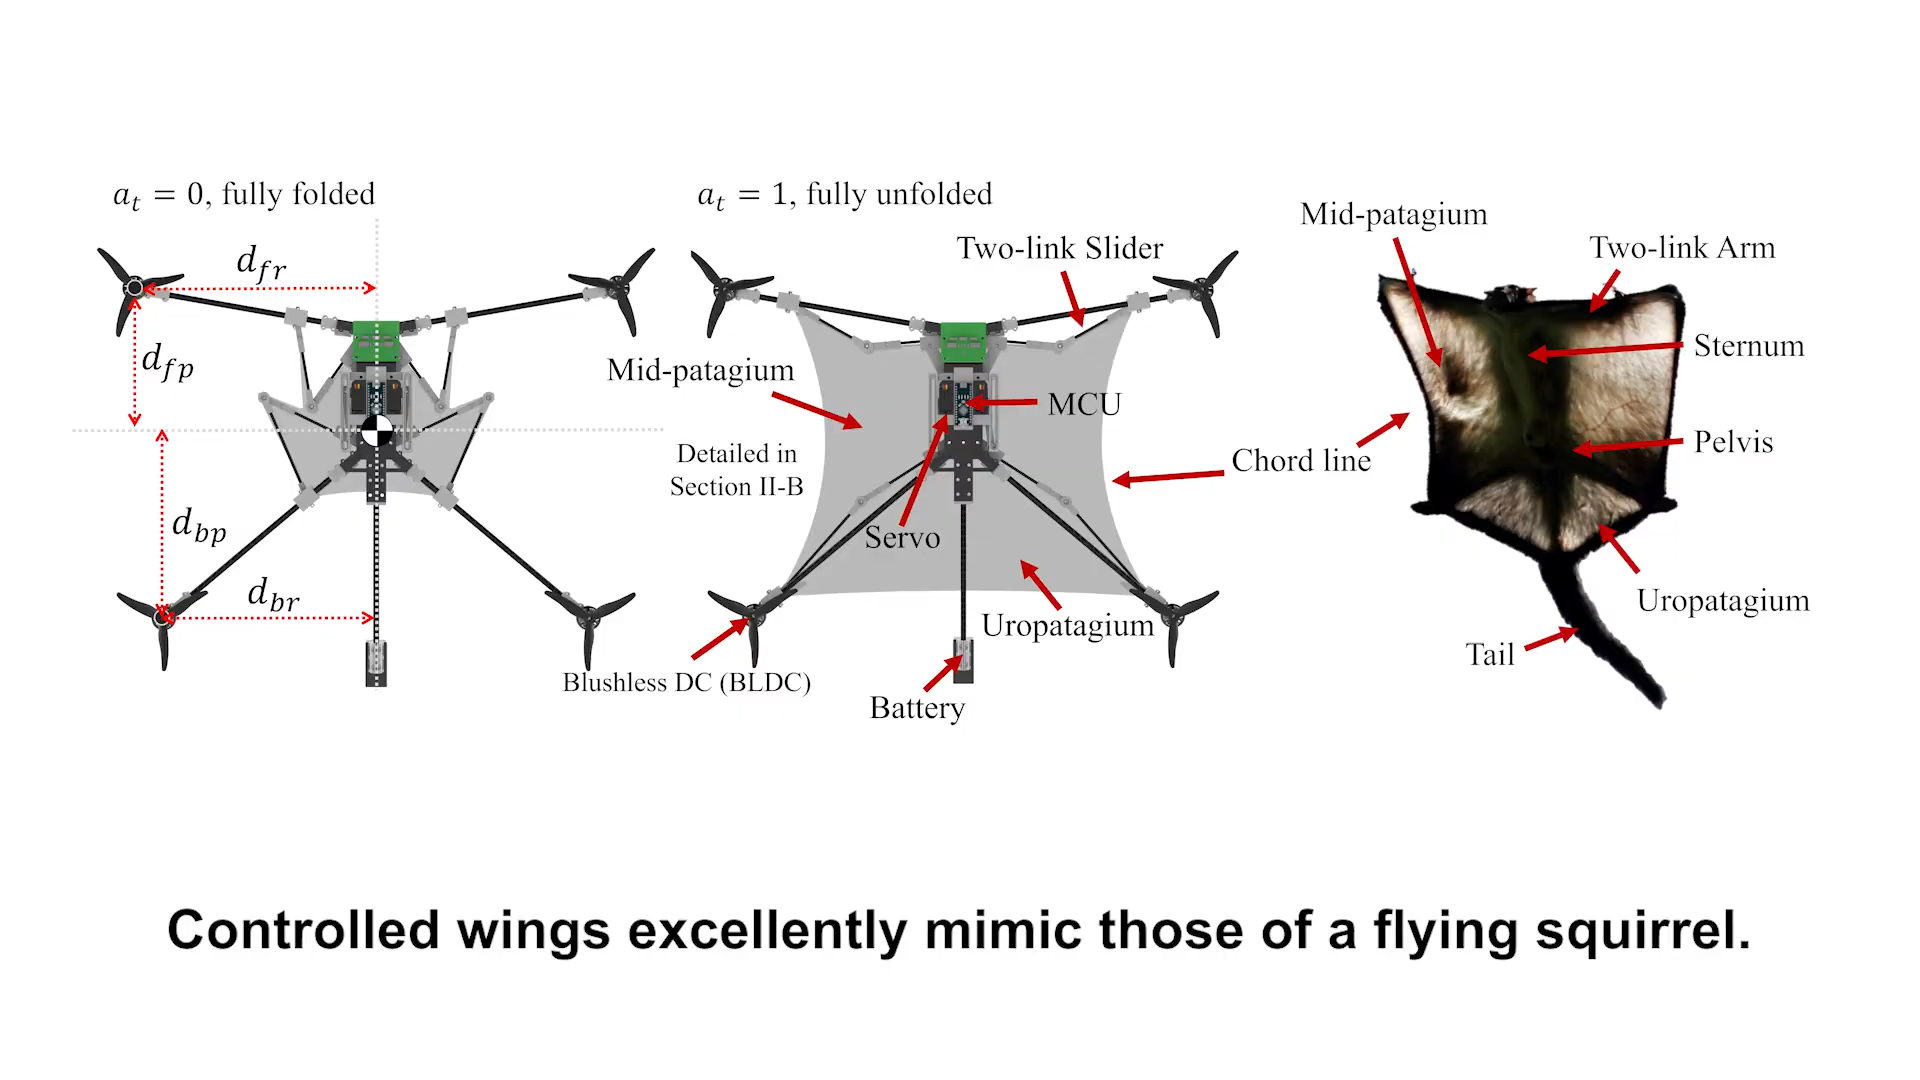 a_t = 0, fully folded
d_fr
d_fp
d_bp
d_br
a_t = 1, fully unfolded
Two-link Slider
Mid-patagium
MCU
Detailed in
Section II-B
Servo
Uropatagium
Blushless DC (BLDC)
Battery
Chord line
Mid-patagium
Two-link Arm
Sternum
Pelvis
Uropatagium
Tail
Controlled wings excellently mimic those of a flying squirrel.